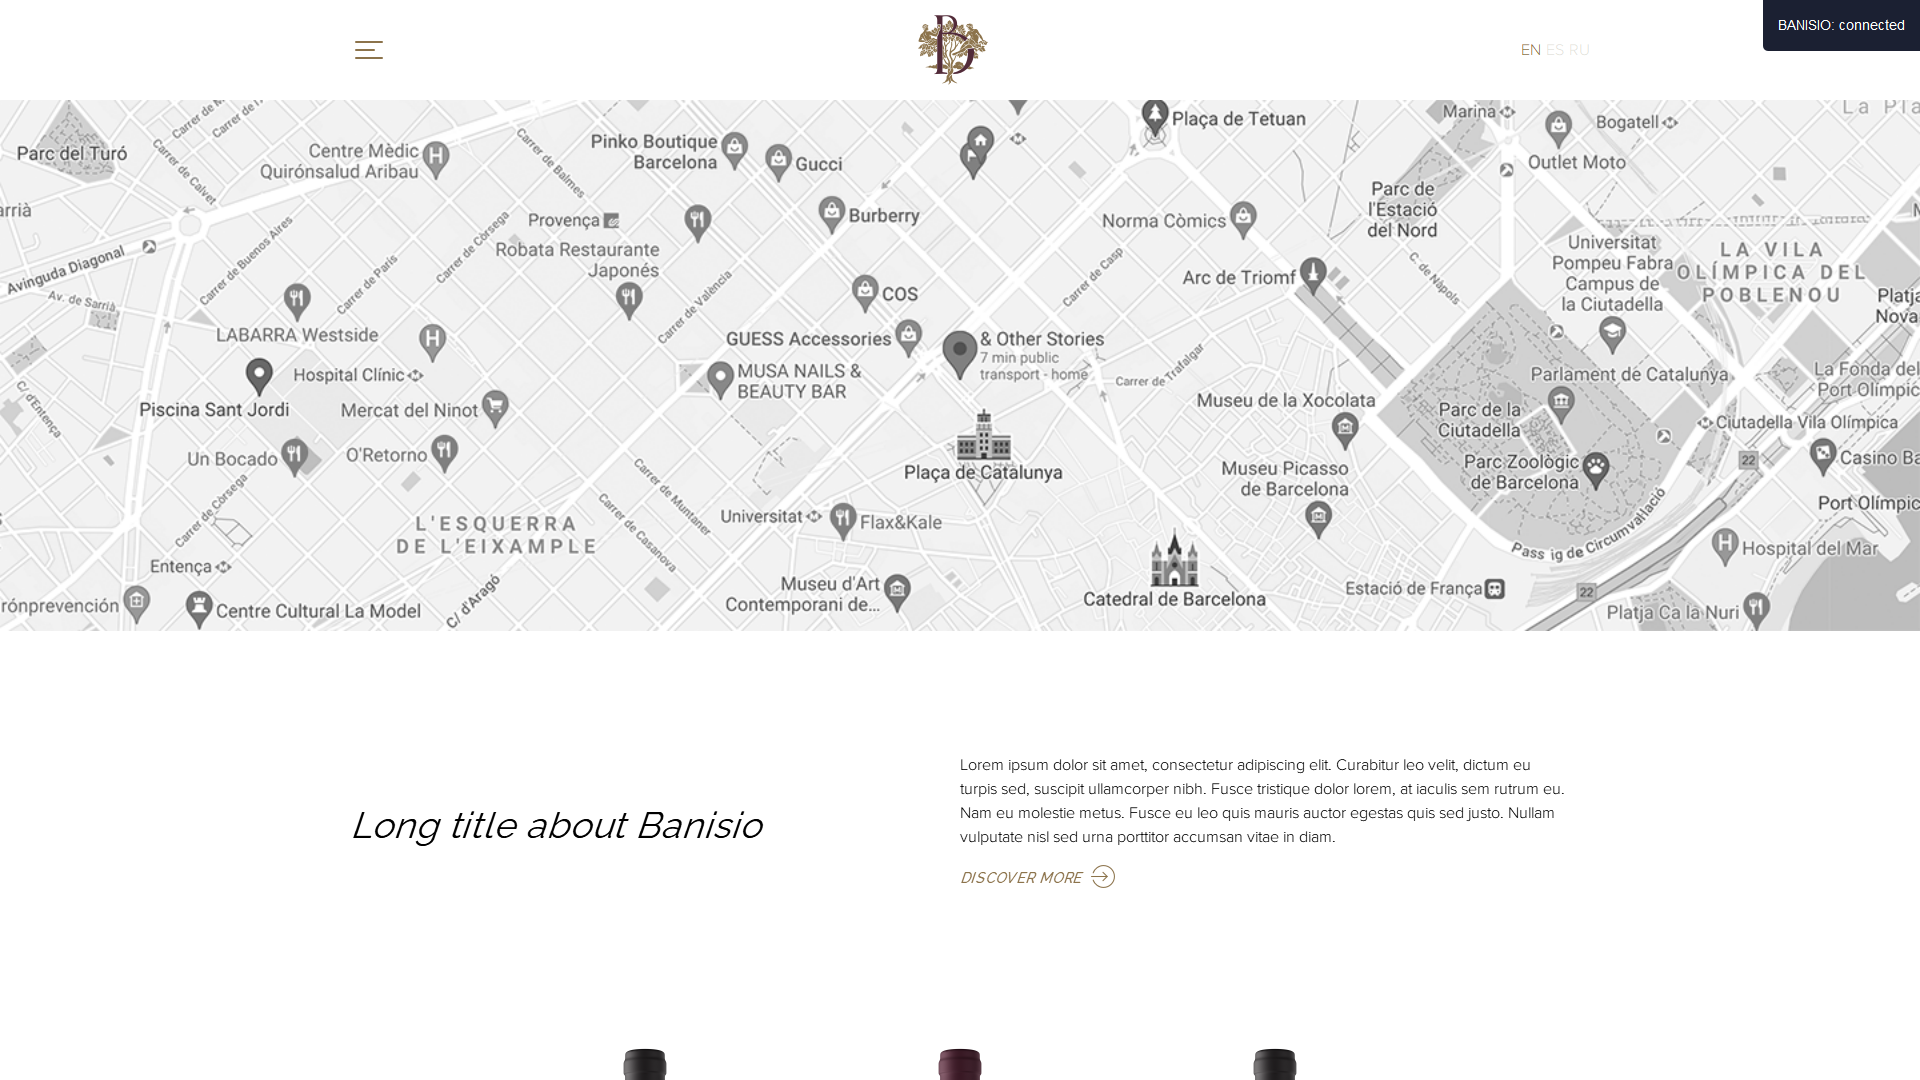 BANISIO: connected
EN ES RU
Parc del Turó
Centre Mèdic
Quirónsalud Aribau
Carrer de Calvet
Carrer de Balmes
Pinko Boutique
Barcelona
Gucci
Plaça de Tetuan
Marina
Bogatell
Outlet Moto
La Pla
arrià
Provença
Burberry
Norma Còmics
Parc de
l'Estació
del Nord
Robata Restaurante
Japonés
Avinguda Diagonal
Carrer de Buenos Aires
Carrer de París
Carrer de Còrsega
Universitat
Pompeu Fabra
Campus de
la Ciutadella
LA VILA
OLÍMPICA DEL
POBLENOU
Av. de Sarrià
Carrer de València
COS
Carrer de Casp
Arc de Triomf
C. de Nàpols
Platja
Nova
LABARRA Westside
GUESS Accessories
& Other Stories
7 min public
transport - home
Hospital Clínic
MUSA NAILS &
BEAUTY BAR
Carrer de Trafalgar
Parlament de Catalunya
La Fonda del
Port Olímpic
C/ d'Entença
Piscina Sant Jordi
Mercat del Ninot
Museu de la Xocolata
Parc de la
Ciutadella
Ciutadella Vila Olímpica
Un Bocado
O'Retorno
Plaça de Catalunya
Museu Picasso
de Barcelona
Parc Zoològic
de Barcelona
22
Casino Ba
Carrer de Còrsega
Carrer de Muntaner
Carrer de Casanova
Port Olímpic
L'ESQUERRA
DE L'EIXAMPLE
Universitat
Flax&Kale
Passeig de Circumval·lació
Hospital del Mar
Entença
rónprevención
Centre Cultural La Model
C/ d'Aragó
Museu d'Art
Contemporani de...
Catedral de Barcelona
Estació de França
22
Platja Ca la Nuri
Long title about Banisio
Lorem ipsum dolor sit amet, consectetur adipiscing elit. Curabitur leo velit, dictum eu
turpis sed, suscipit ullamcorper nibh. Fusce tristique dolor lorem, at iaculis sem rutrum eu.
Nam eu molestie metus. Fusce eu leo quis mauris auctor egestas quis sed justo. Nullam
vulputate nisl sed urna porttitor accumsan vitae in diam.
DISCOVER MORE